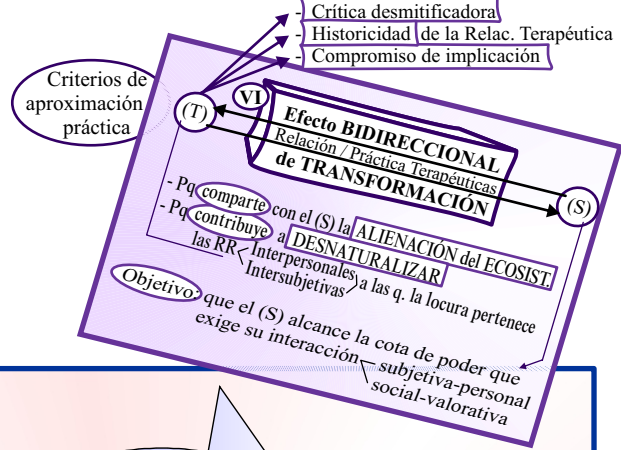 - Crítica desmitificadora
- Historicidad de la Relac. Terapéutica
- Compromiso de implicación
Criterios de
aproximación
práctica
(T)
VI
Efecto BIDIRECCIONAL
Relación / Práctica Terapéuticas
de TRANSFORMACIÓN
(S)
- Pq comparte con el (S) la ALIENACIÓN del ECOSIST.
- Pq contribuye a DESNATURALIZAR
las RR Interpersonales a las q. la locura pertenece
Intersubjetivas
Objetivo: que el (S) alcance la cota de poder que
exige su interacción subjetiva-personal
social-valorativa